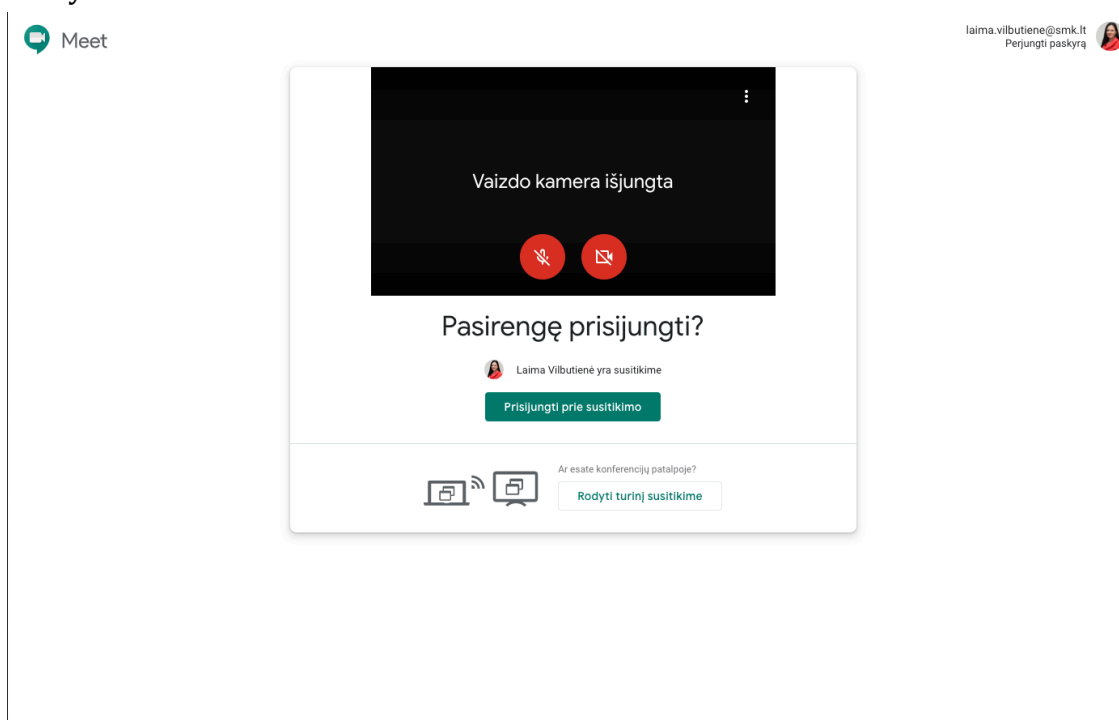 Meet
laima.vilbutiene@smk.lt
Perjungti paskyrą
Vaizdo kamera išjungta
Pasirengę prisijungti?
Laima Vilbutienė yra susitikime
Prisijungti prie susitikimo
Ar esate konferencijų patalpoje?
Rodyti turinį susitikime